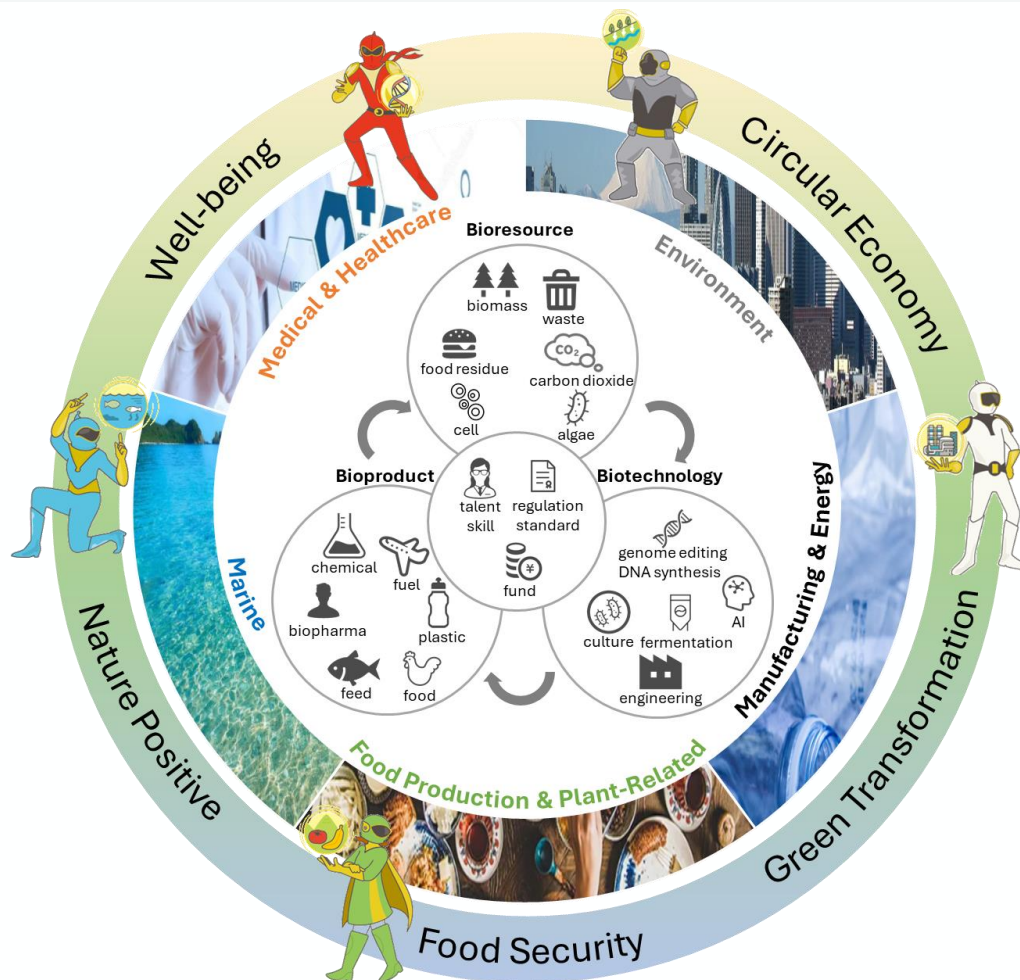 Well-being
Circular Economy
Medical & Healthcare
Environment
Bioresource
biomass
waste
food residue
CO₂
carbon dioxide
cell
algae
Bioproduct
Biotechnology
talent
skill
regulation
standard
¥
fund
chemical
fuel
biopharma
plastic
feed
food
genome editing
DNA synthesis
AI
culture
fermentation
engineering
Marine
Manufacturing & Energy
Food Production & Plant-Related
Nature Positive
Green Transformation
Food Security